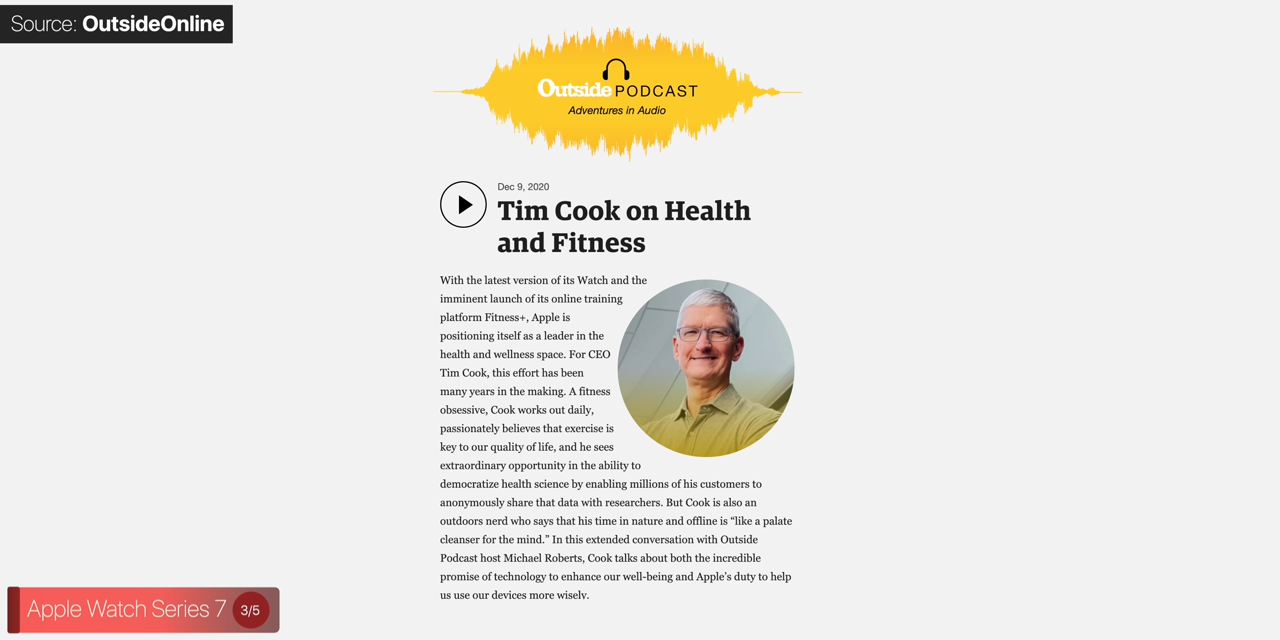 Source: OutsideOnline
Outside PODCAST
Adventures in Audio
Dec 9, 2020
Tim Cook on Health
and Fitness
With the latest version of its Watch and the
imminent launch of its online training
platform Fitness+, Apple is
positioning itself as a leader in the
health and wellness space. For CEO
Tim Cook, this effort has been
many years in the making. A fitness
obsessive, Cook works out daily,
passionately believes that exercise is
key to our quality of life, and he sees
extraordinary opportunity in the ability to
democratize health science by enabling millions of his customers to
anonymously share that data with researchers. But Cook is also an
outdoors nerd who says that his time in nature and offline is “like a palate
cleanser for the mind.” In this extended conversation with Outside
Podcast host Michael Roberts, Cook talks about both the incredible
promise of technology to enhance our well-being and Apple’s duty to help
us use our devices more wisely.
Apple Watch Series 7 3/5